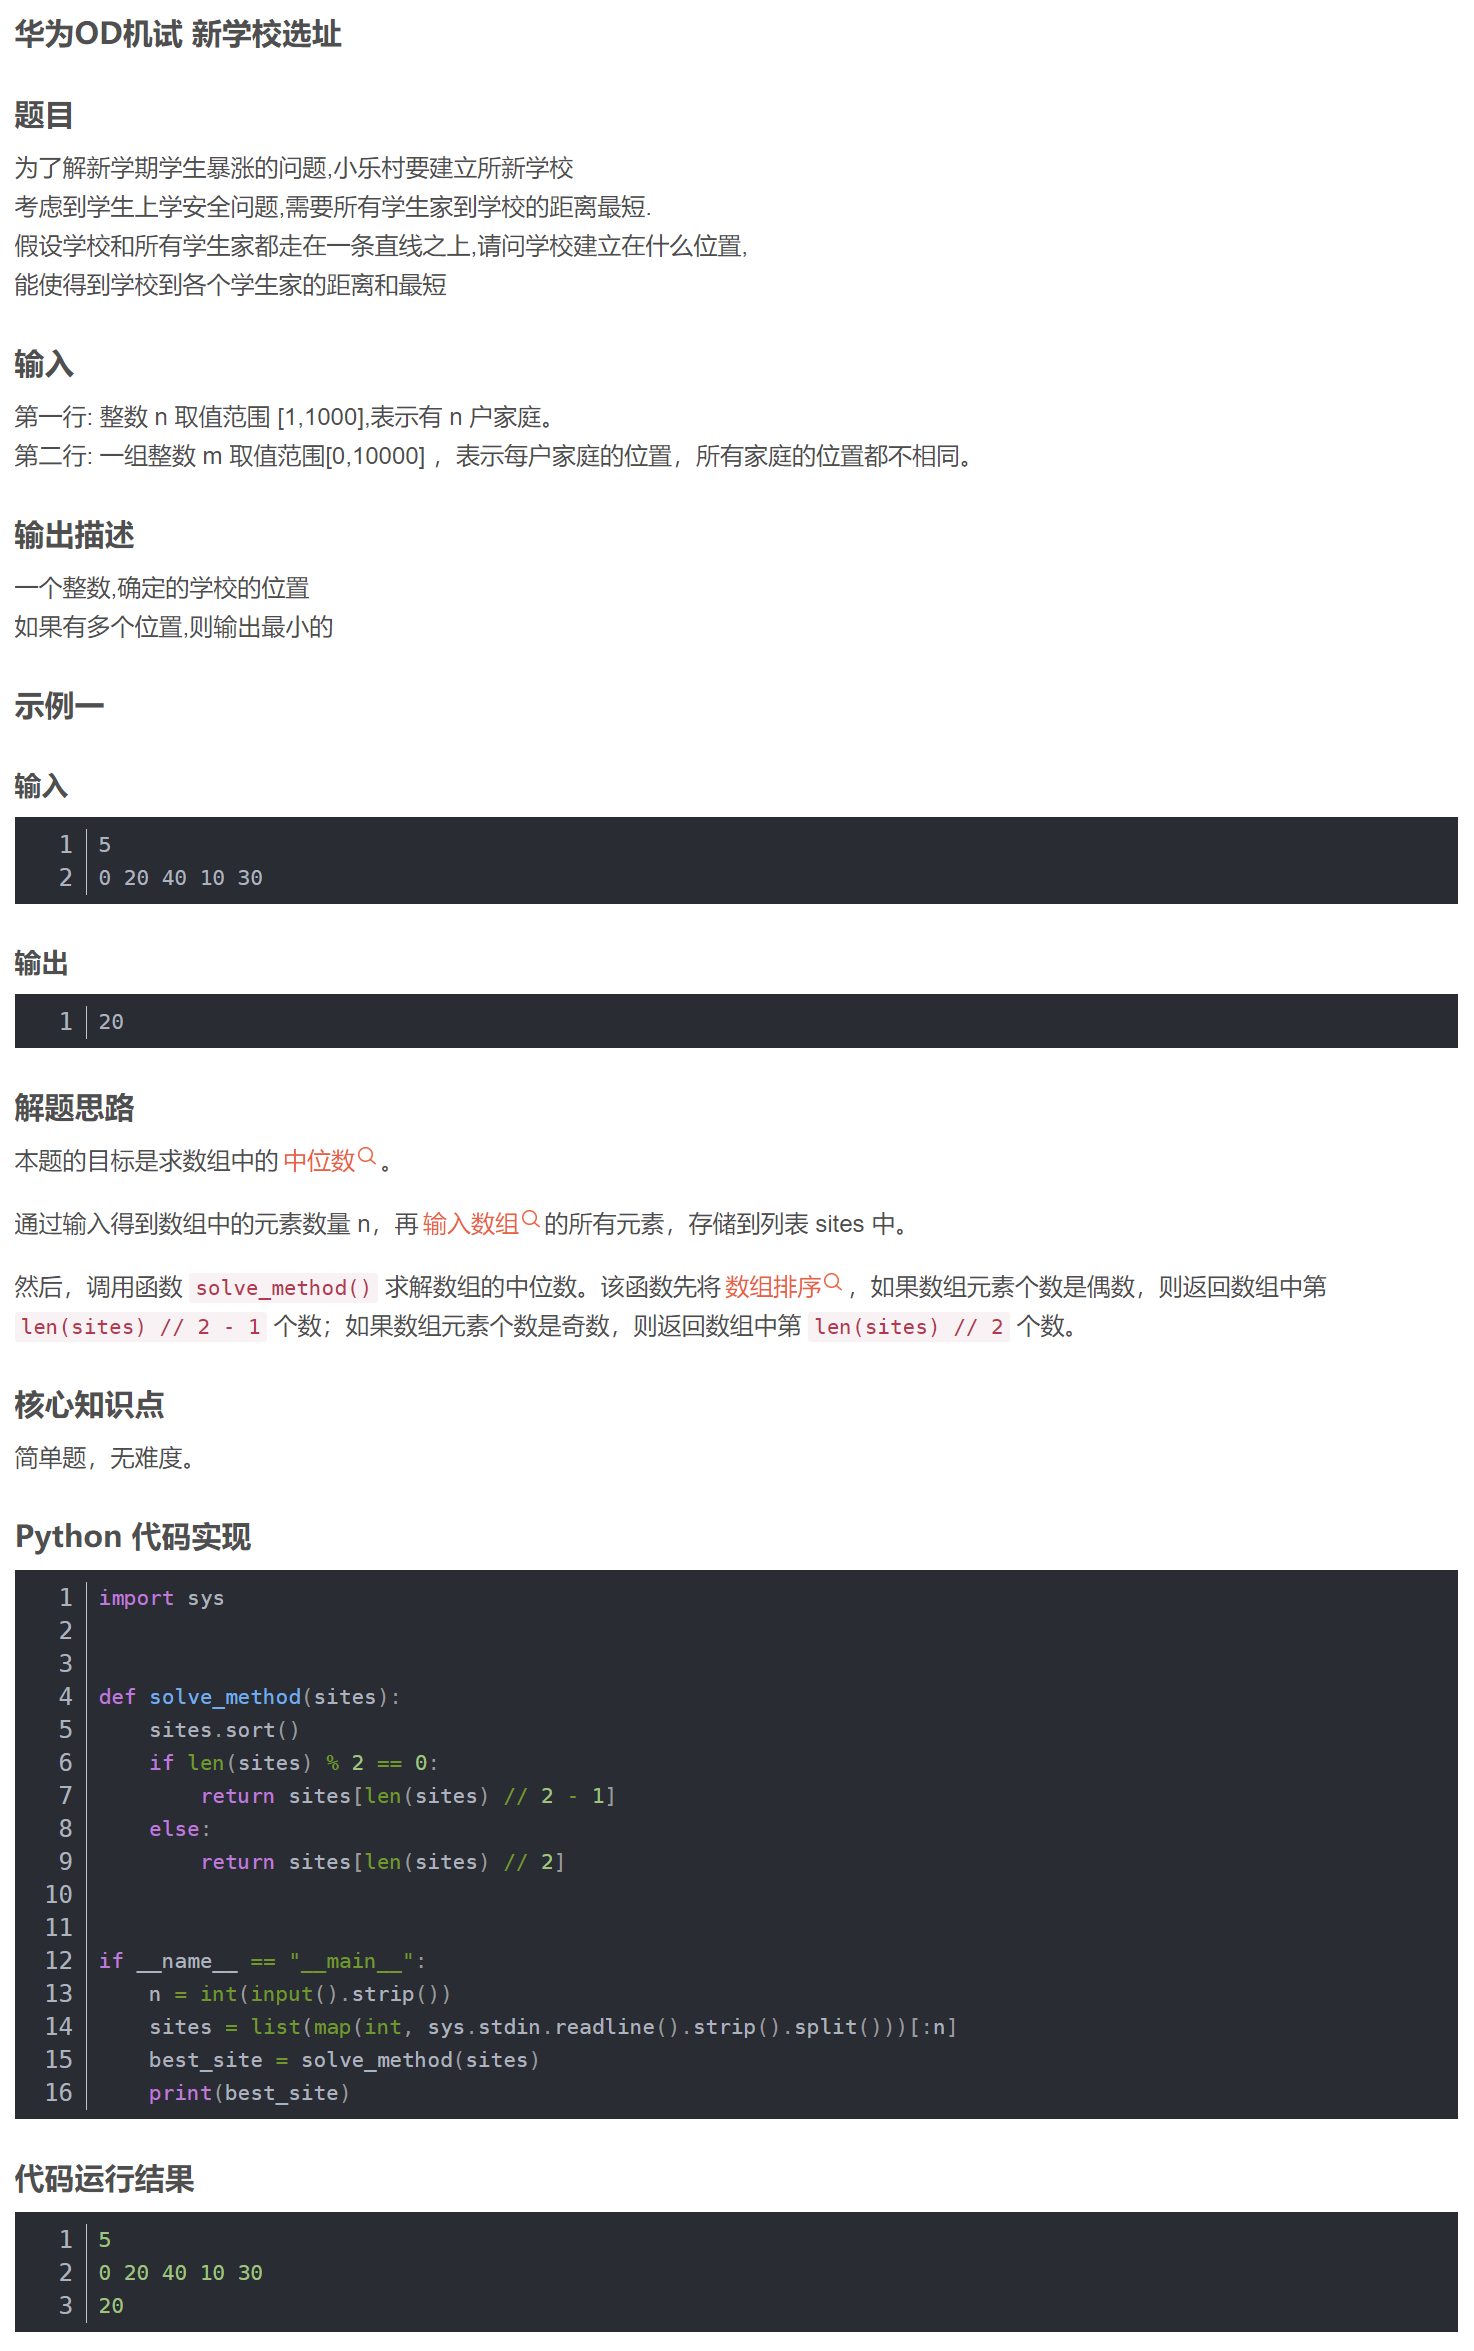 华为OD机试 新学校选址
题目
为了解新学期学生暴涨的问题,小乐村要建立所新学校
考虑到学生上学安全问题,需要所有学生家到学校的距离最短.
假设学校和所有学生家都走在一条直线之上,请问学校建立在什么位置,
能使得到学校到各个学生家的距离和最短
输入
第一行: 整数 n 取值范围 [1,1000],表示有 n 户家庭。
第二行: 一组整数 m 取值范围[0,10000] ，表示每户家庭的位置，所有家庭的位置都不相同。
输出描述
一个整数,确定的学校的位置
如果有多个位置,则输出最小的
示例一
输入
1 5
2 0 20 40 10 30
输出
1 20
解题思路
本题的目标是求数组中的 中位数 。
通过输入得到数组中的元素数量 n，再 输入数组 的所有元素，存储到列表 sites 中。
然后，调用函数 solve_method() 求解数组的中位数。该函数先将 数组排序 ，如果数组元素个数是偶数，则返回数组中第
len(sites) // 2 - 1 个数；如果数组元素个数是奇数，则返回数组中第 len(sites) // 2 个数。
核心知识点
简单题，无难度。
Python 代码实现
1 import sys
2
3
4 def solve_method(sites):
5     sites.sort()
6     if len(sites) % 2 == 0:
7         return sites[len(sites) // 2 - 1]
8     else:
9         return sites[len(sites) // 2]
10
11
12 if __name__ == "__main__":
13     n = int(input().strip())
14     sites = list(map(int, sys.stdin.readline().strip().split()))[:n]
15     best_site = solve_method(sites)
16     print(best_site)
代码运行结果
1 5
2 0 20 40 10 30
3 20